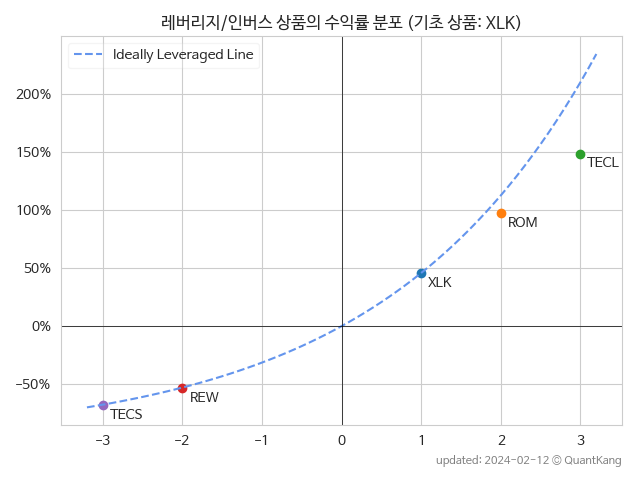 레버리지/인버스 상품의 수익률 분포 (기초 상품: XLK)
Ideally Leveraged Line
200%
150%
100%
50%
0%
−50%
TECL
ROM
XLK
REW
TECS
−3 −2 −1 0 1 2 3
updated: 2024-02-12 © QuantKang